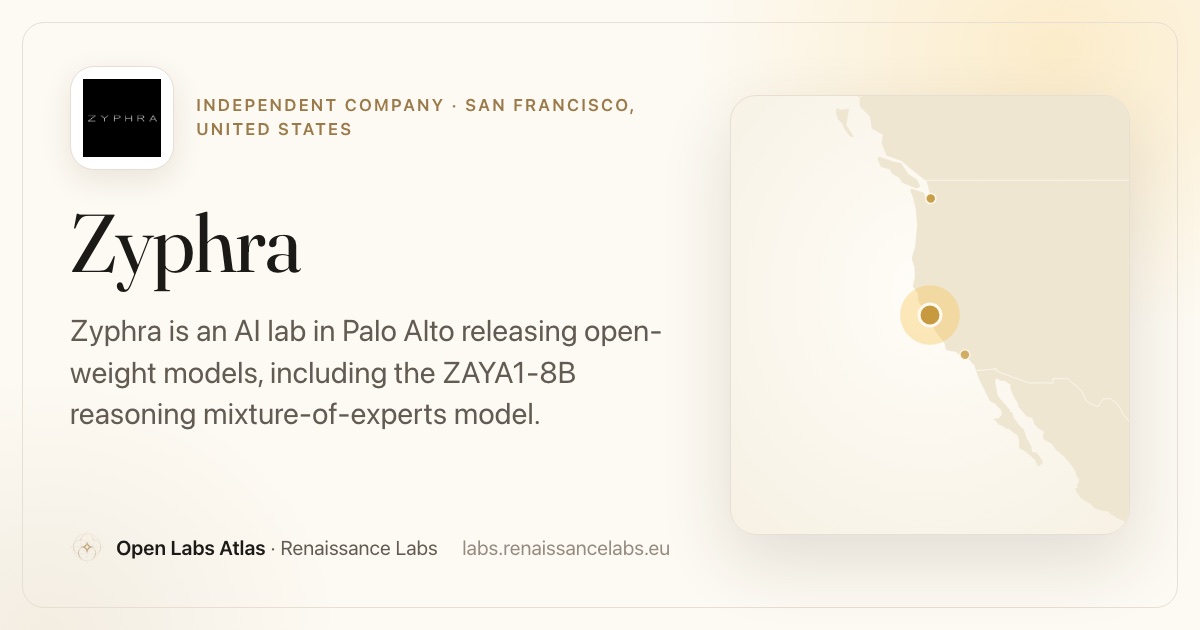 ZYPHRA
INDEPENDENT COMPANY · SAN FRANCISCO,
UNITED STATES
Zyphra
Zyphra is an AI lab in Palo Alto releasing open-
weight models, including the ZAYA1-8B
reasoning mixture-of-experts model.
Open Labs Atlas · Renaissance Labs labs.renaissancelabs.eu